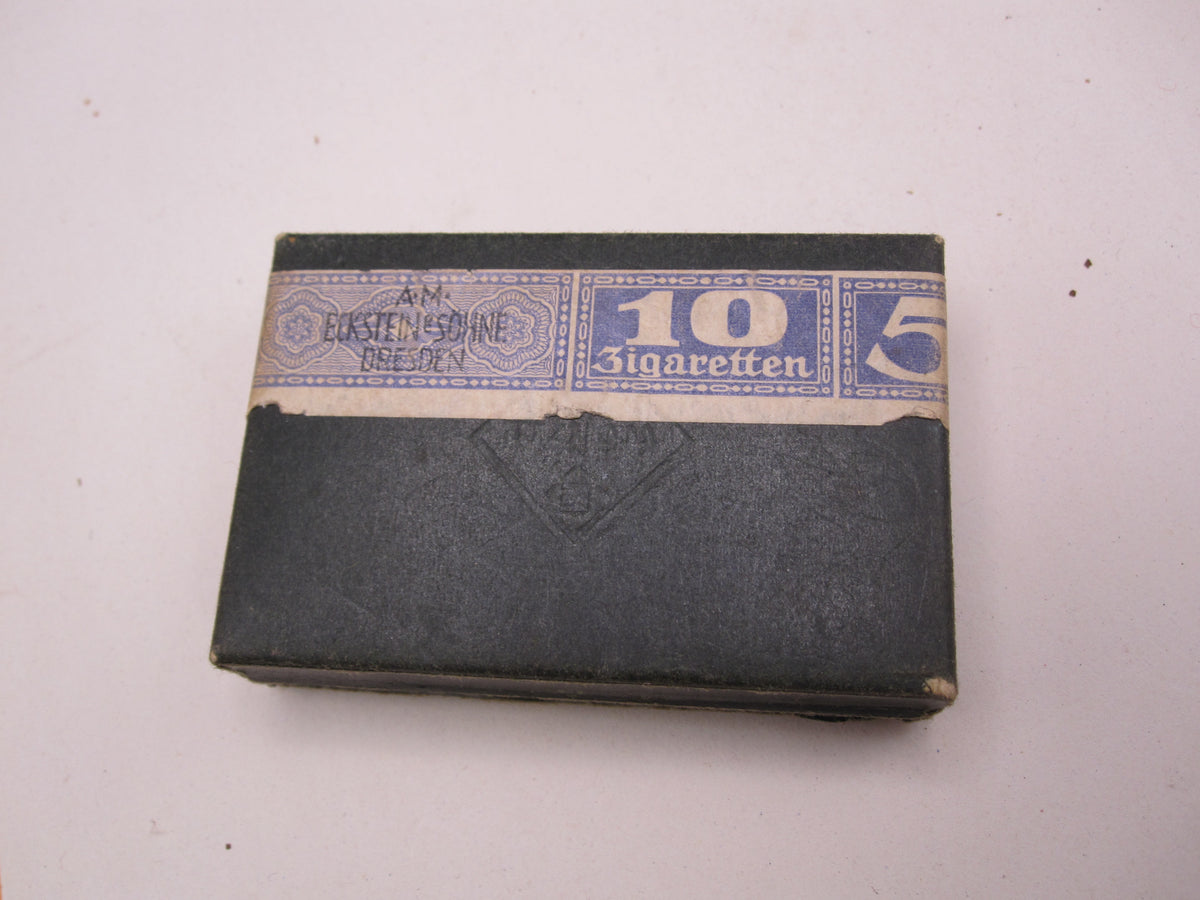 A·M·
ECKSTEIN & SÖHNE
DRESDEN
10
Zigaretten
5